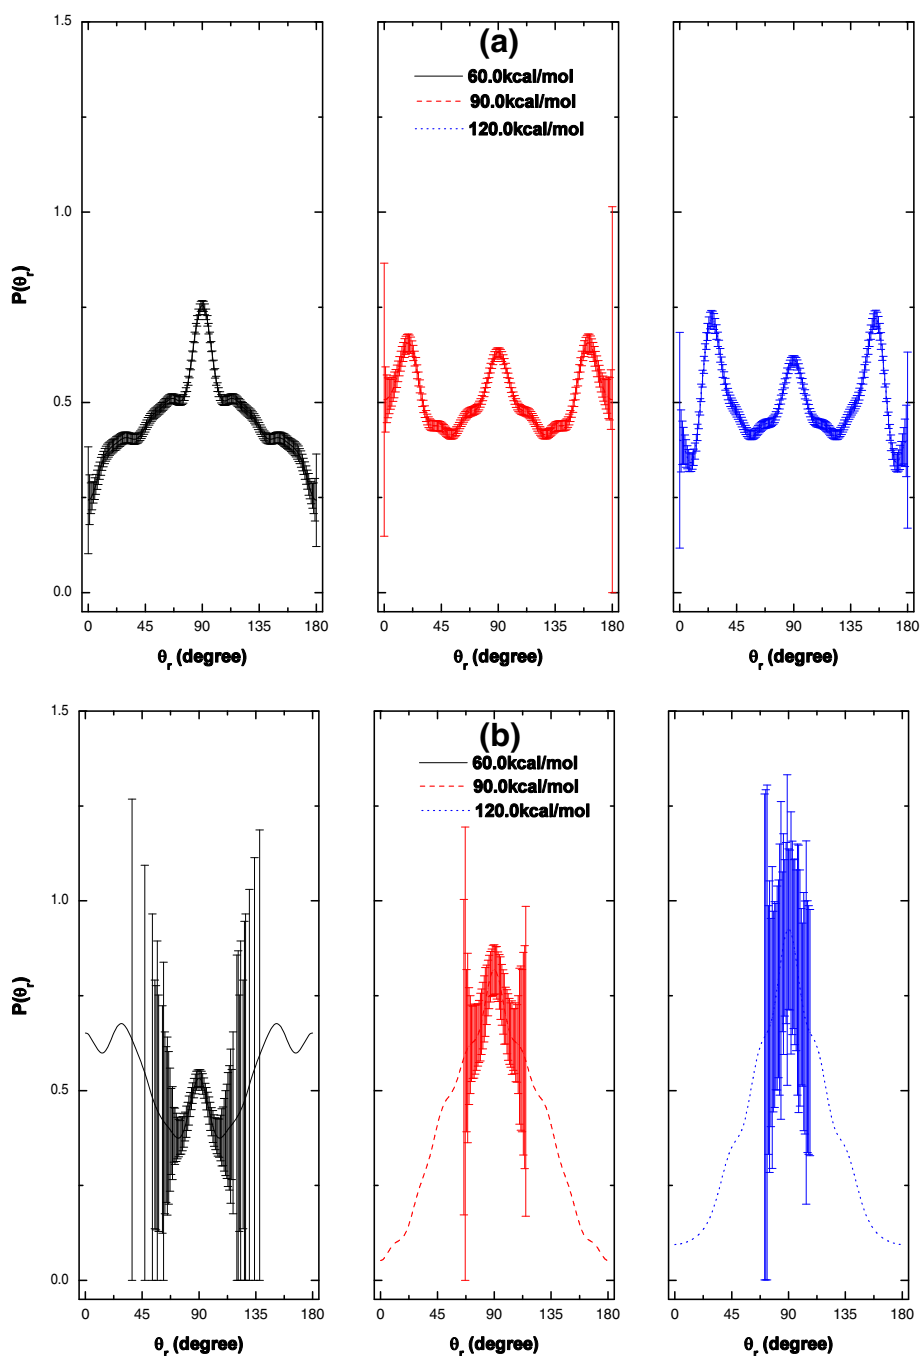 (a)
60.0kcal/mol
90.0kcal/mol
120.0kcal/mol
P(θr)
1.5
1.0
0.5
0.0
0 45 90 135 180
0 45 90 135 180
0 45 90 135 180
θr (degree)
θr (degree)
θr (degree)
(b)
60.0kcal/mol
90.0kcal/mol
120.0kcal/mol
P(θr)
1.5
1.0
0.5
0.0
0 45 90 135 180
0 45 90 135 180
0 45 90 135 180
θr (degree)
θr (degree)
θr (degree)